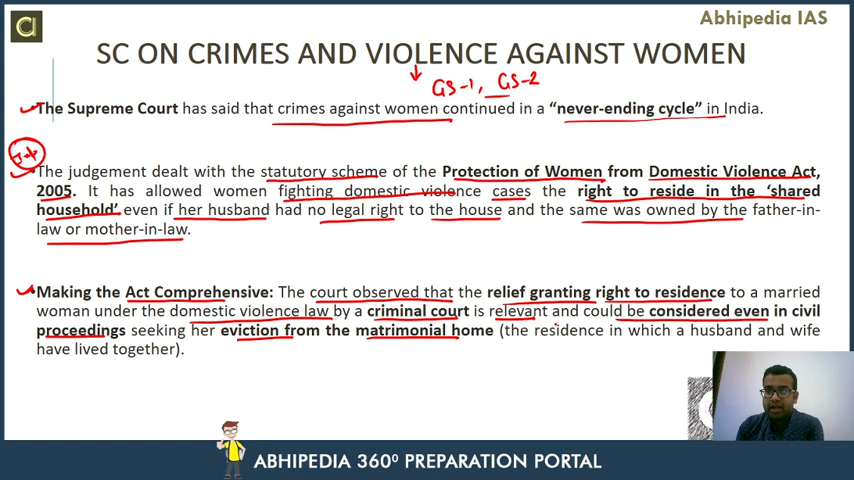 Abhipedia IAS
a
SC ON CRIMES AND VIOLENCE AGAINST WOMEN
GS-1, GS-2
The Supreme Court has said that crimes against women continued in a “never-ending cycle” in India.
The judgement dealt with the statutory scheme of the Protection of Women from Domestic Violence Act,
2005. It has allowed women fighting domestic violence cases the right to reside in the ‘shared
household’ even if her husband had no legal right to the house and the same was owned by the father-in-
law or mother-in-law.
•Making the Act Comprehensive: The court observed that the relief granting right to residence to a married
woman under the domestic violence law by a criminal court is relevant and could be considered even in civil
proceedings seeking her eviction from the matrimonial home (the residence in which a husband and wife
have lived together).
ABHIPEDIA 360⁰ PREPARATION PORTAL